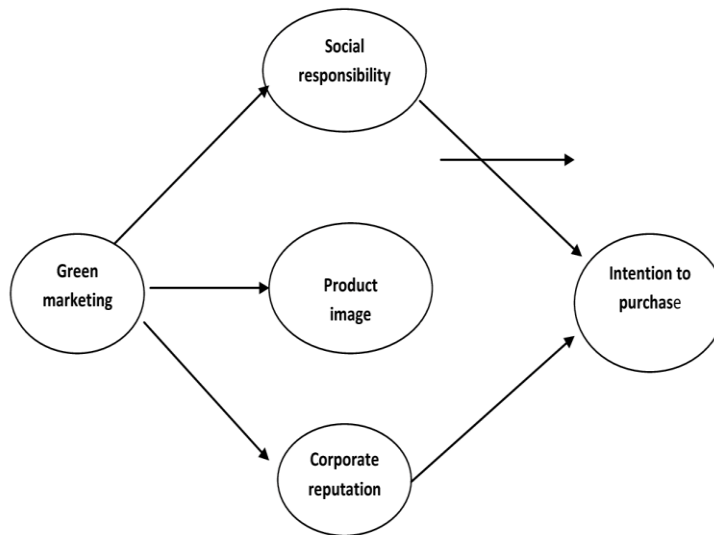 Social
responsibility
Green
marketing
Product
image
Intention to
purchase
Corporate
reputation